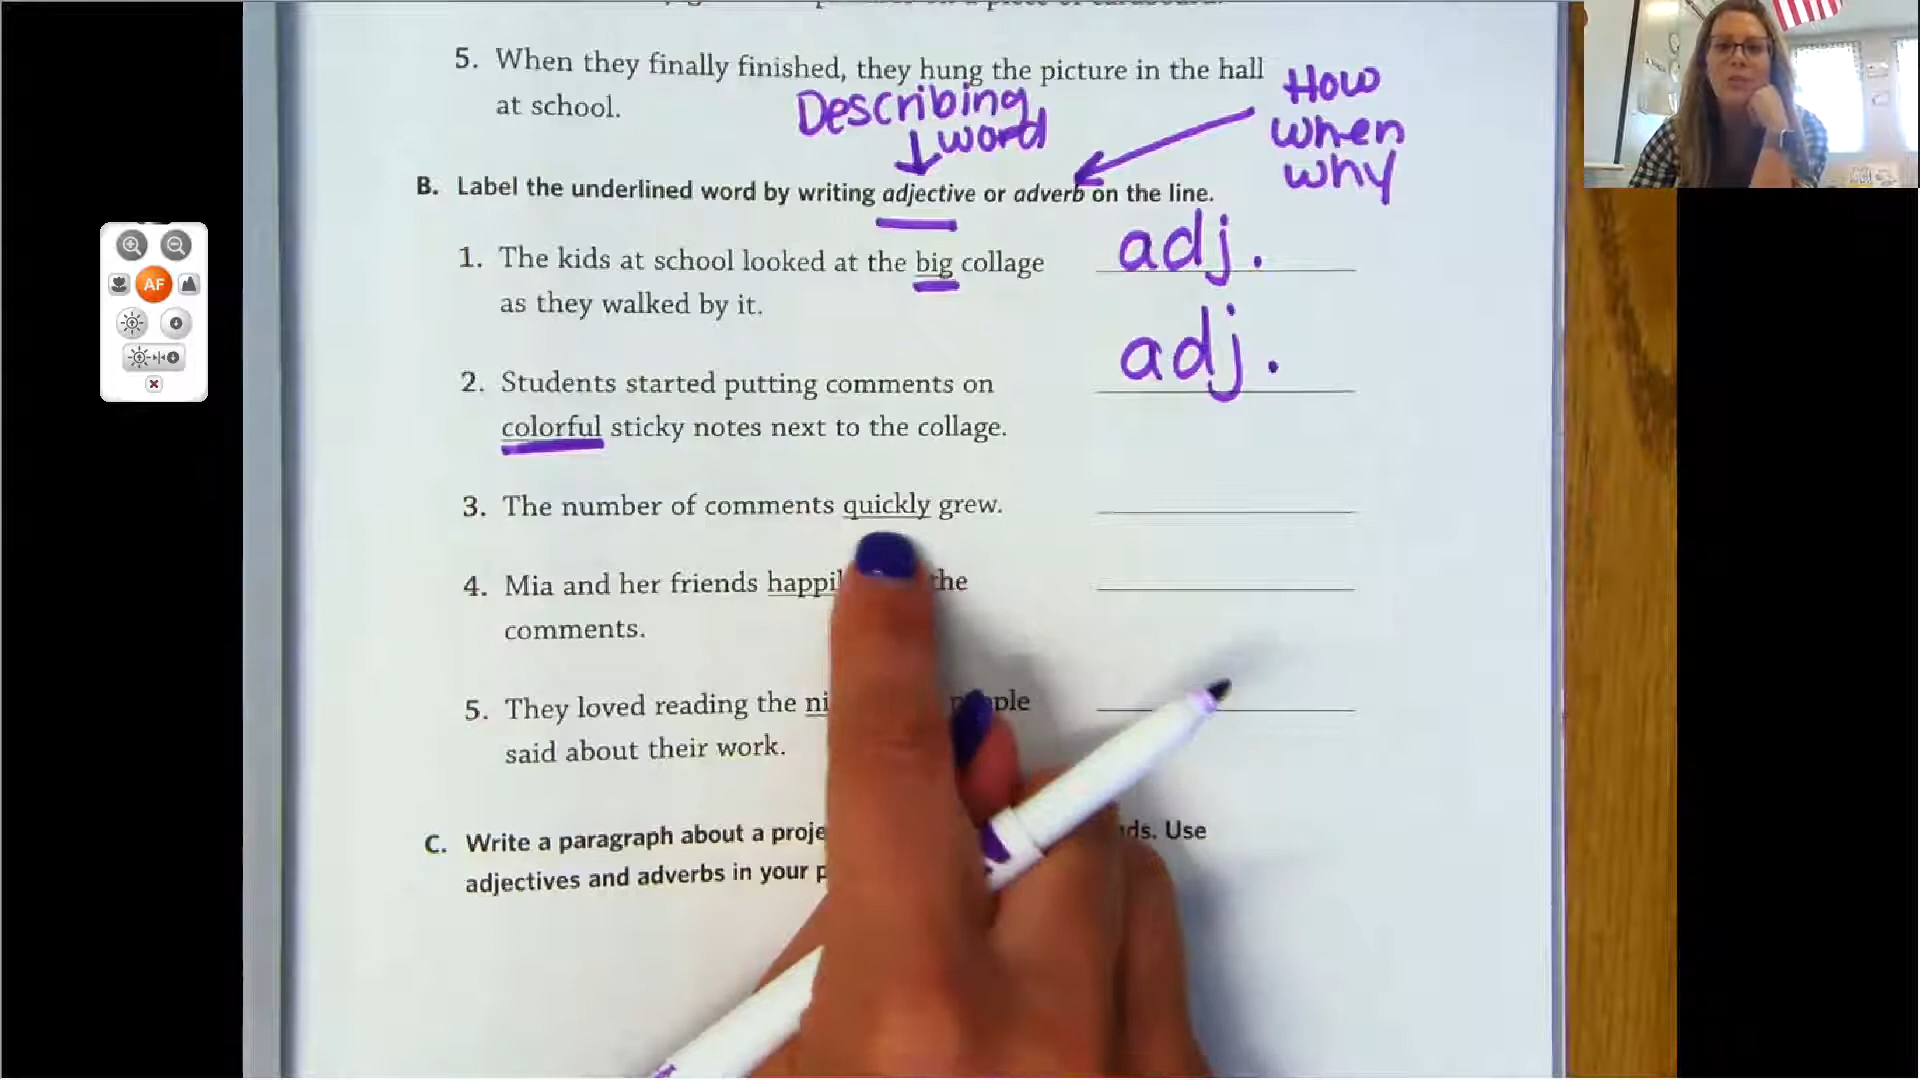 5. When they finally finished, they hung the picture in the hall
at school.
Describing
word
How
when
why
B. Label the underlined word by writing adjective or adverb on the line.
1. The kids at school looked at the big collage
as they walked by it.
adj.
2. Students started putting comments on
colorful sticky notes next to the collage.
adj.
3. The number of comments quickly grew.
4. Mia and her friends the
comments.
5. They loved reading the
said about their work.
C. Write a paragraph about a Use
adjectives and adverbs in your
AF